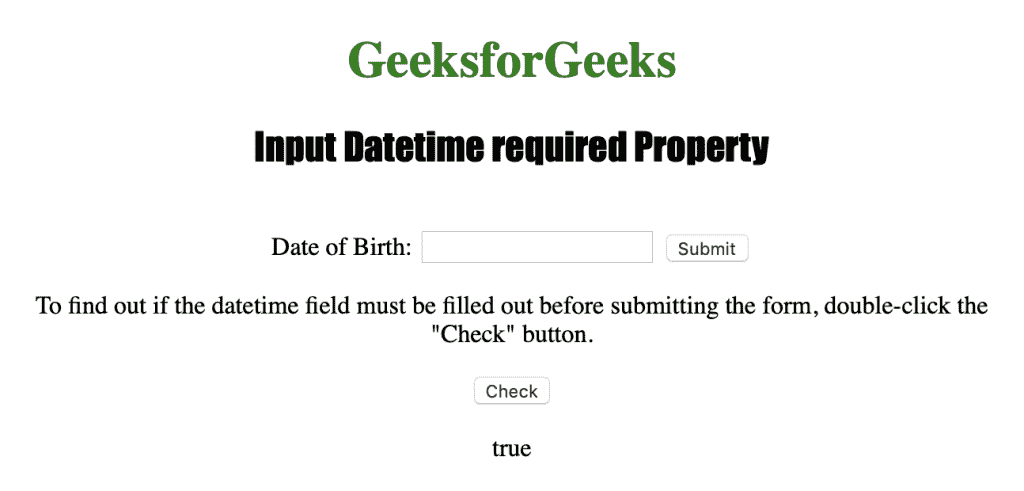 GeeksforGeeks
Input Datetime required Property
Date of Birth: Submit
To find out if the datetime field must be filled out before submitting the form, double-click the
"Check" button.
Check
true